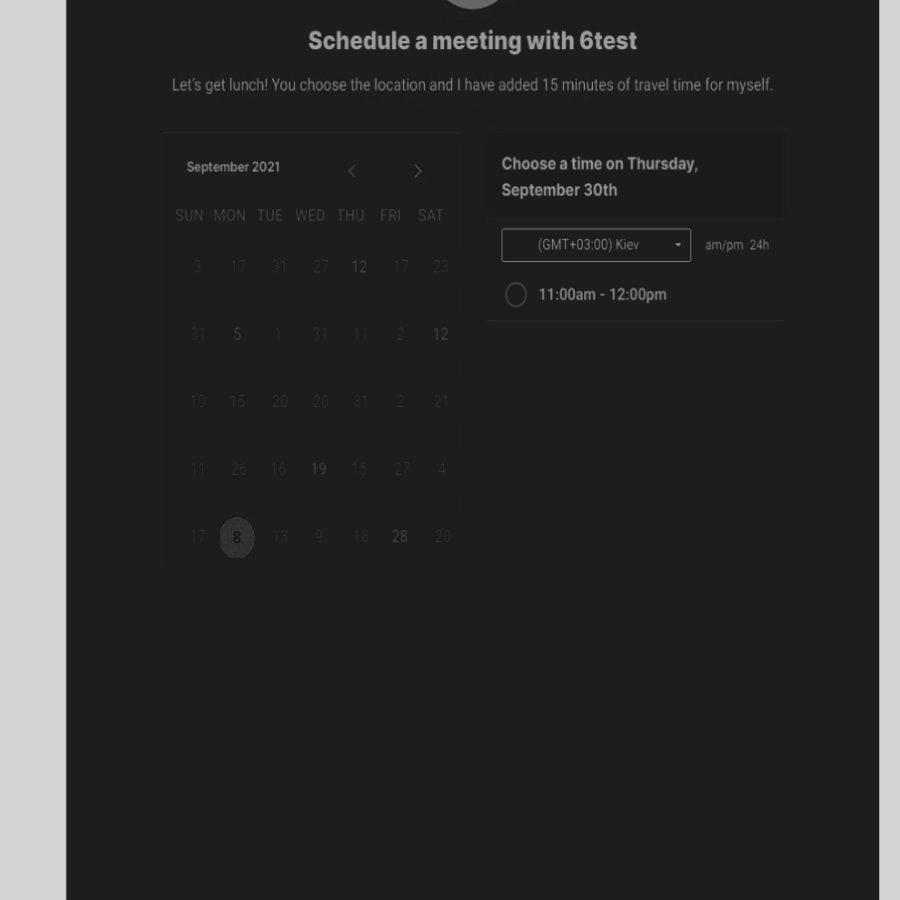 Schedule a meeting with 6test
Let's get lunch! You choose the location and I have added 15 minutes of travel time for myself.
September 2021
SUN MON TUE WED THU FRI SAT
3 17 31 27 12 17 23
31 5 1 31 11 2 12
10 15 20 20 31 2 21
11 26 16 19 15 27 4
17 8 13 9 18 28 20
Choose a time on Thursday,
September 30th
(GMT+03:00) Kiev
am/pm 24h
11:00am - 12:00pm